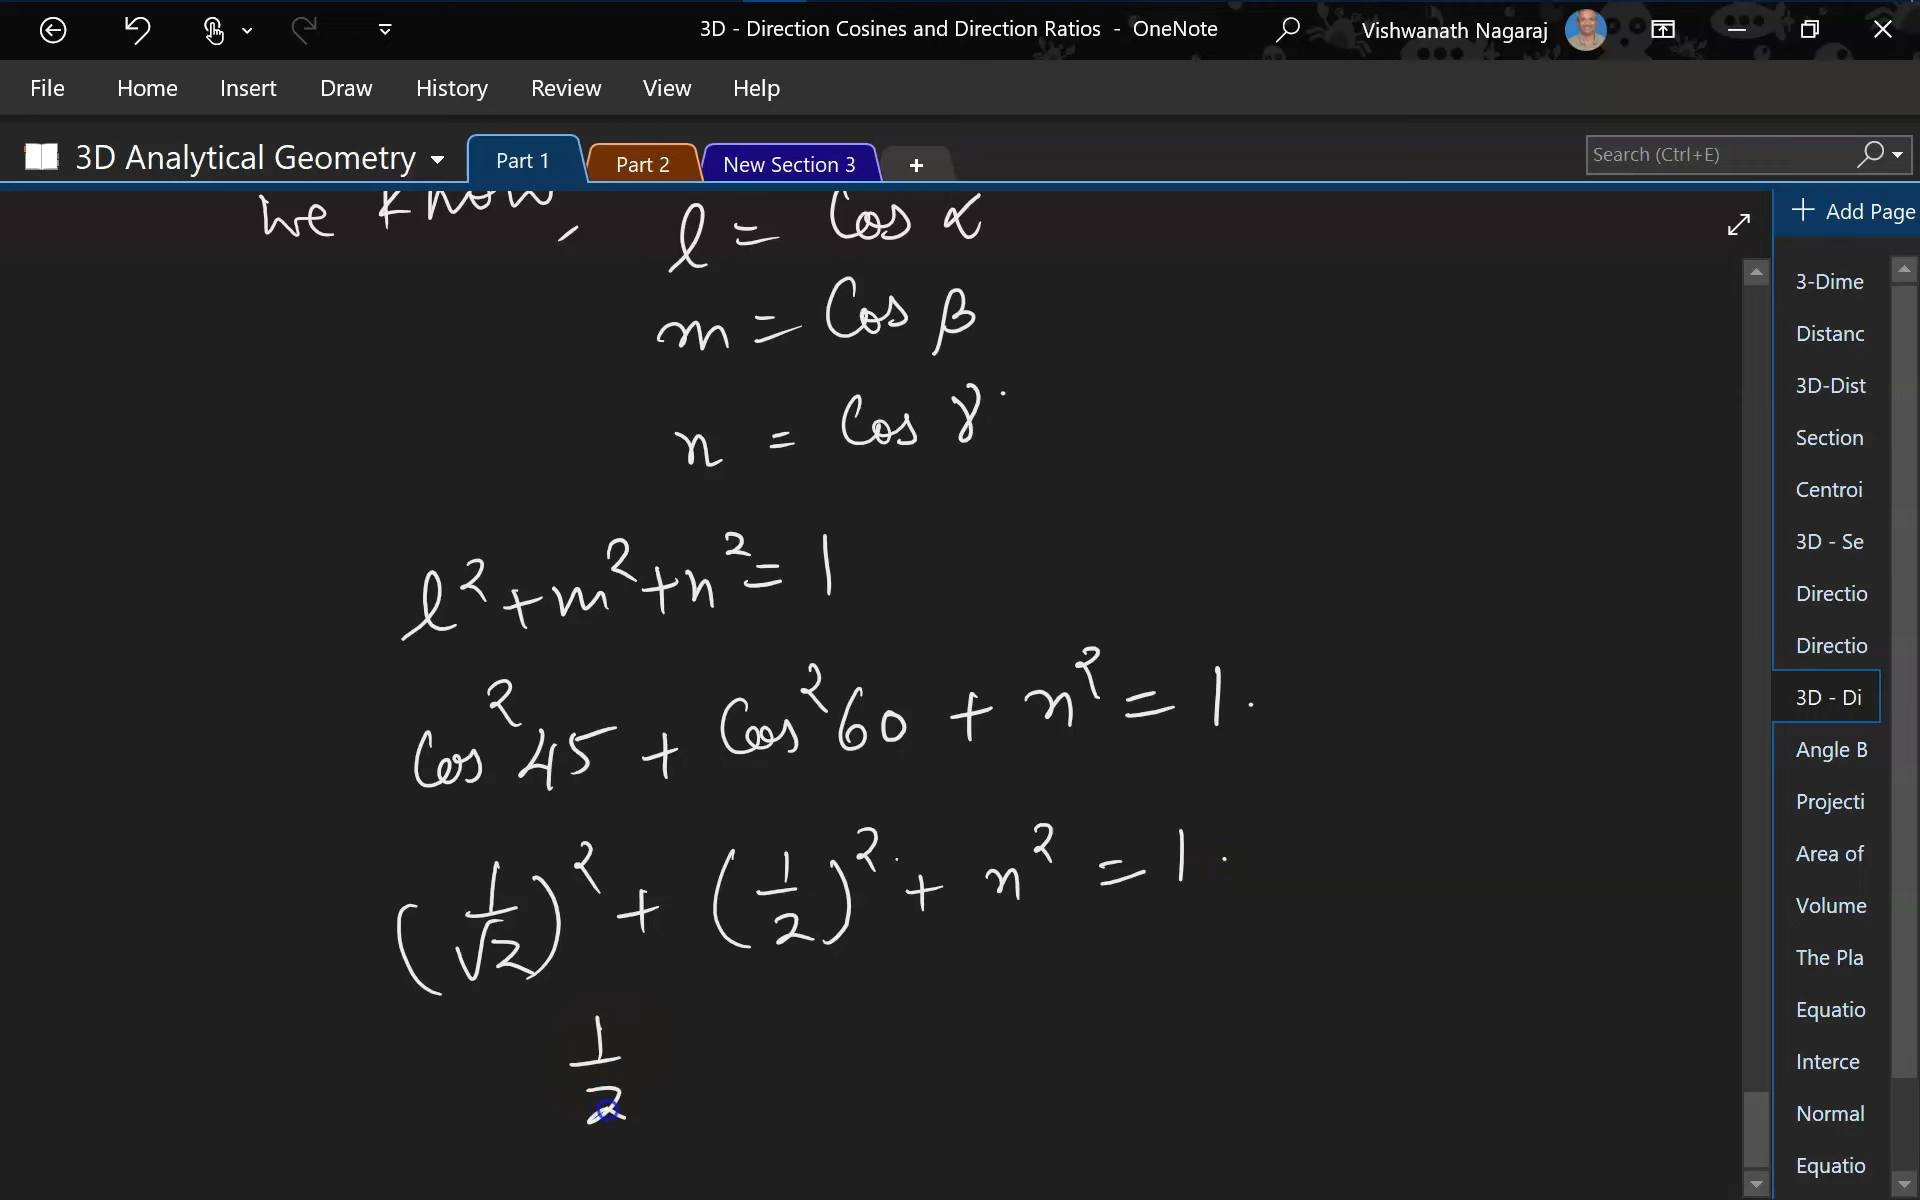 3D - Direction Cosines and Direction Ratios - OneNote
Vishwanath Nagaraj
File Home Insert Draw History Review View Help
3D Analytical Geometry Part 1 Part 2 New Section 3 +
Search (Ctrl+E)
+ Add Page
we know, l = Cos α
m = Cos β
n = Cos γ.
l² + m² + n² = 1
Cos²45 + Cos²60 + n² = 1.
(1/√2)² + (1/2)². + n² = 1.
1/2
3-Dime
Distanc
3D-Dist
Section
Centroi
3D - Se
Directio
Directio
3D - Di
Angle B
Projecti
Area of
Volume
The Pla
Equatio
Interce
Normal
Equatio